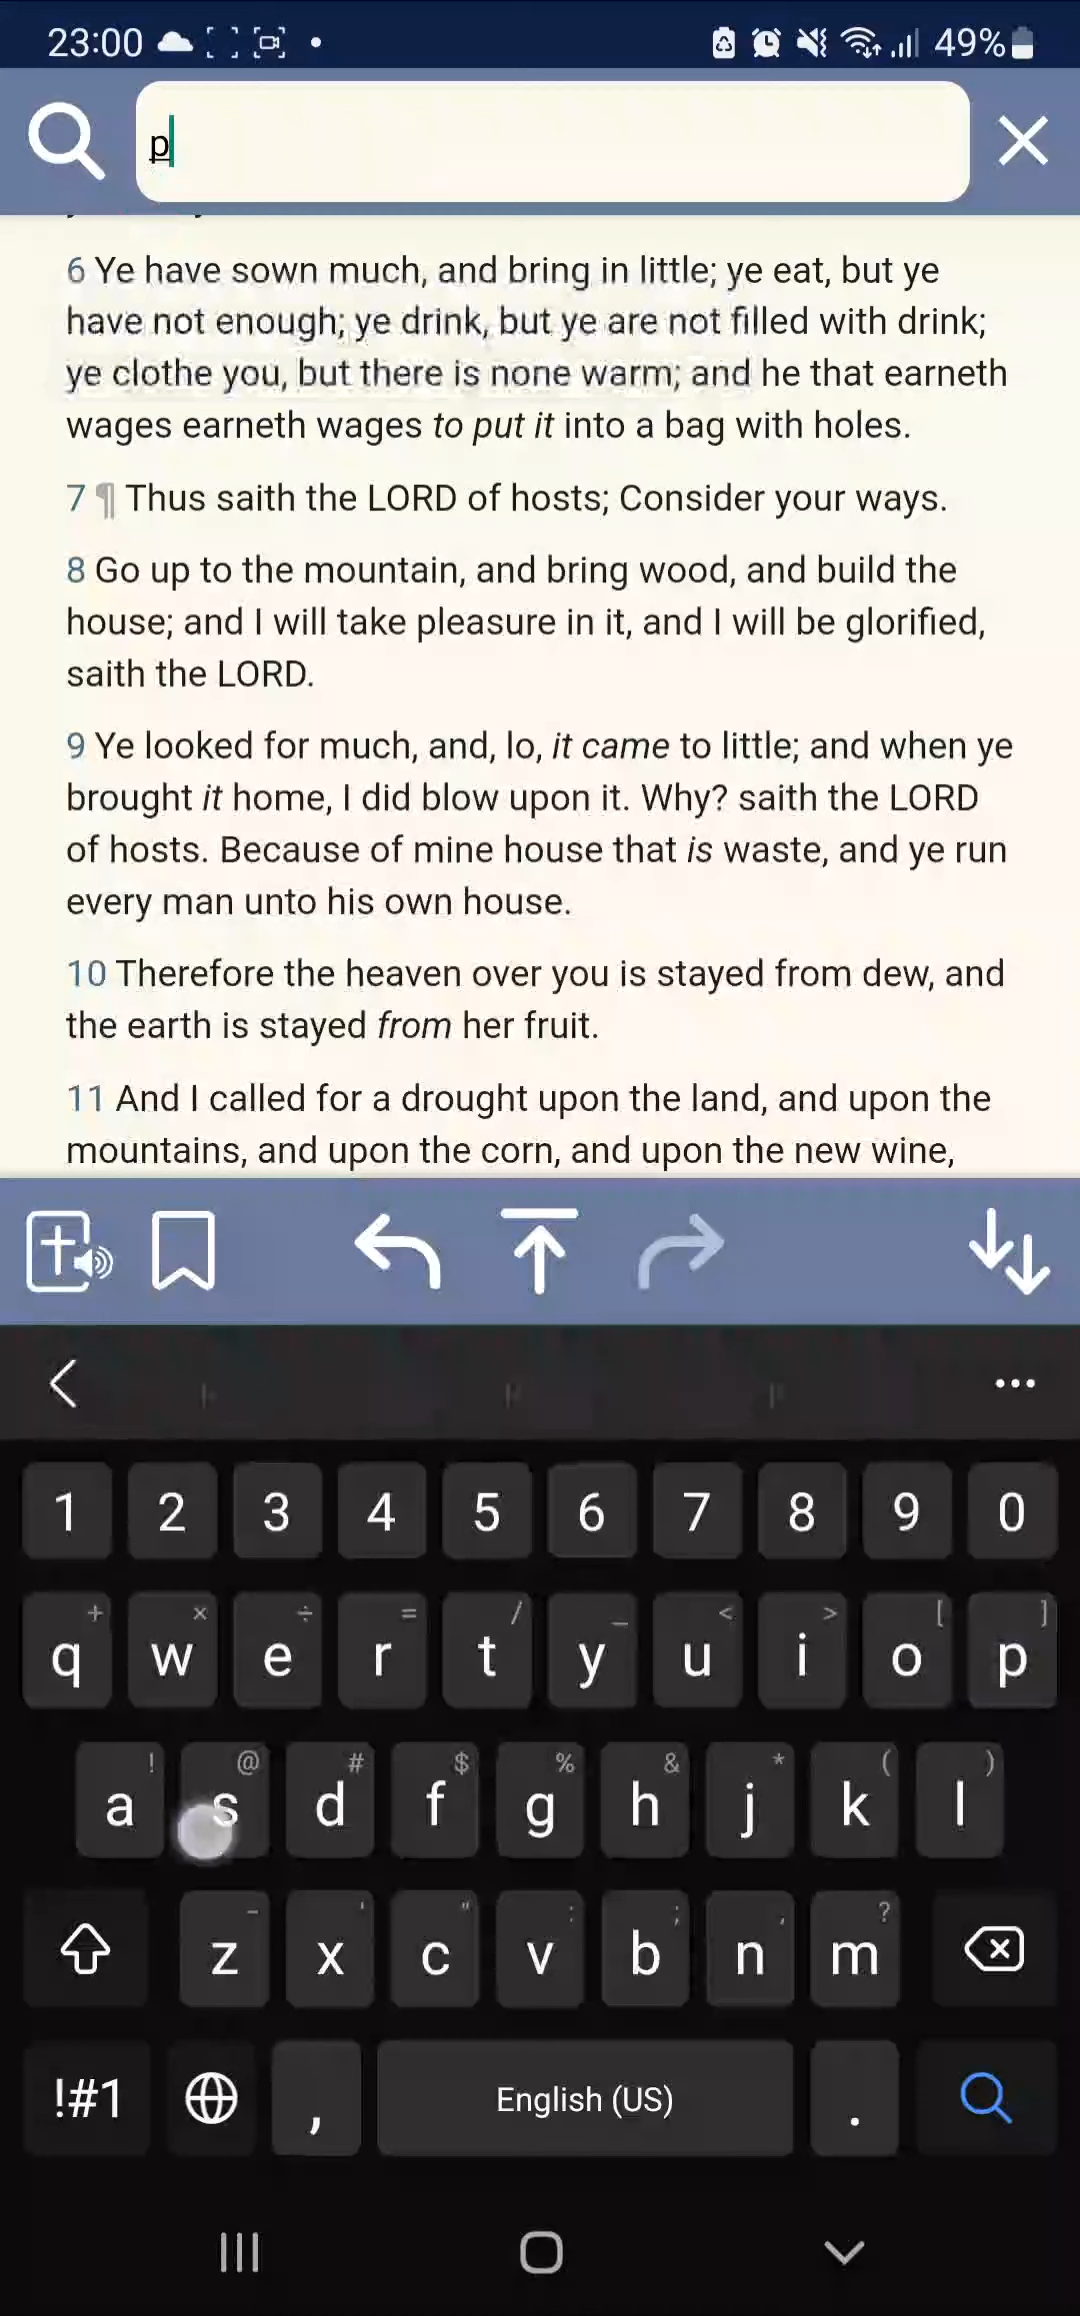 23:00
49%
p
6 Ye have sown much, and bring in little; ye eat, but ye
have not enough; ye drink, but ye are not filled with drink;
ye clothe you, but there is none warm; and he that earneth
wages earneth wages to put it into a bag with holes.
7 ¶ Thus saith the LORD of hosts; Consider your ways.
8 Go up to the mountain, and bring wood, and build the
house; and I will take pleasure in it, and I will be glorified,
saith the LORD.
9 Ye looked for much, and, lo, it came to little; and when ye
brought it home, I did blow upon it. Why? saith the LORD
of hosts. Because of mine house that is waste, and ye run
every man unto his own house.
10 Therefore the heaven over you is stayed from dew, and
the earth is stayed from her fruit.
11 And I called for a drought upon the land, and upon the
mountains, and upon the corn, and upon the new wine,
1 2 3 4 5 6 7 8 9 0
+ × ÷ = / _ < > [ ]
q w e r t y u i o p
! @ # $ % & * ( )
a s d f g h j k l
- ' " : ; , ?
z x c v b n m
!#1 , English (US) .